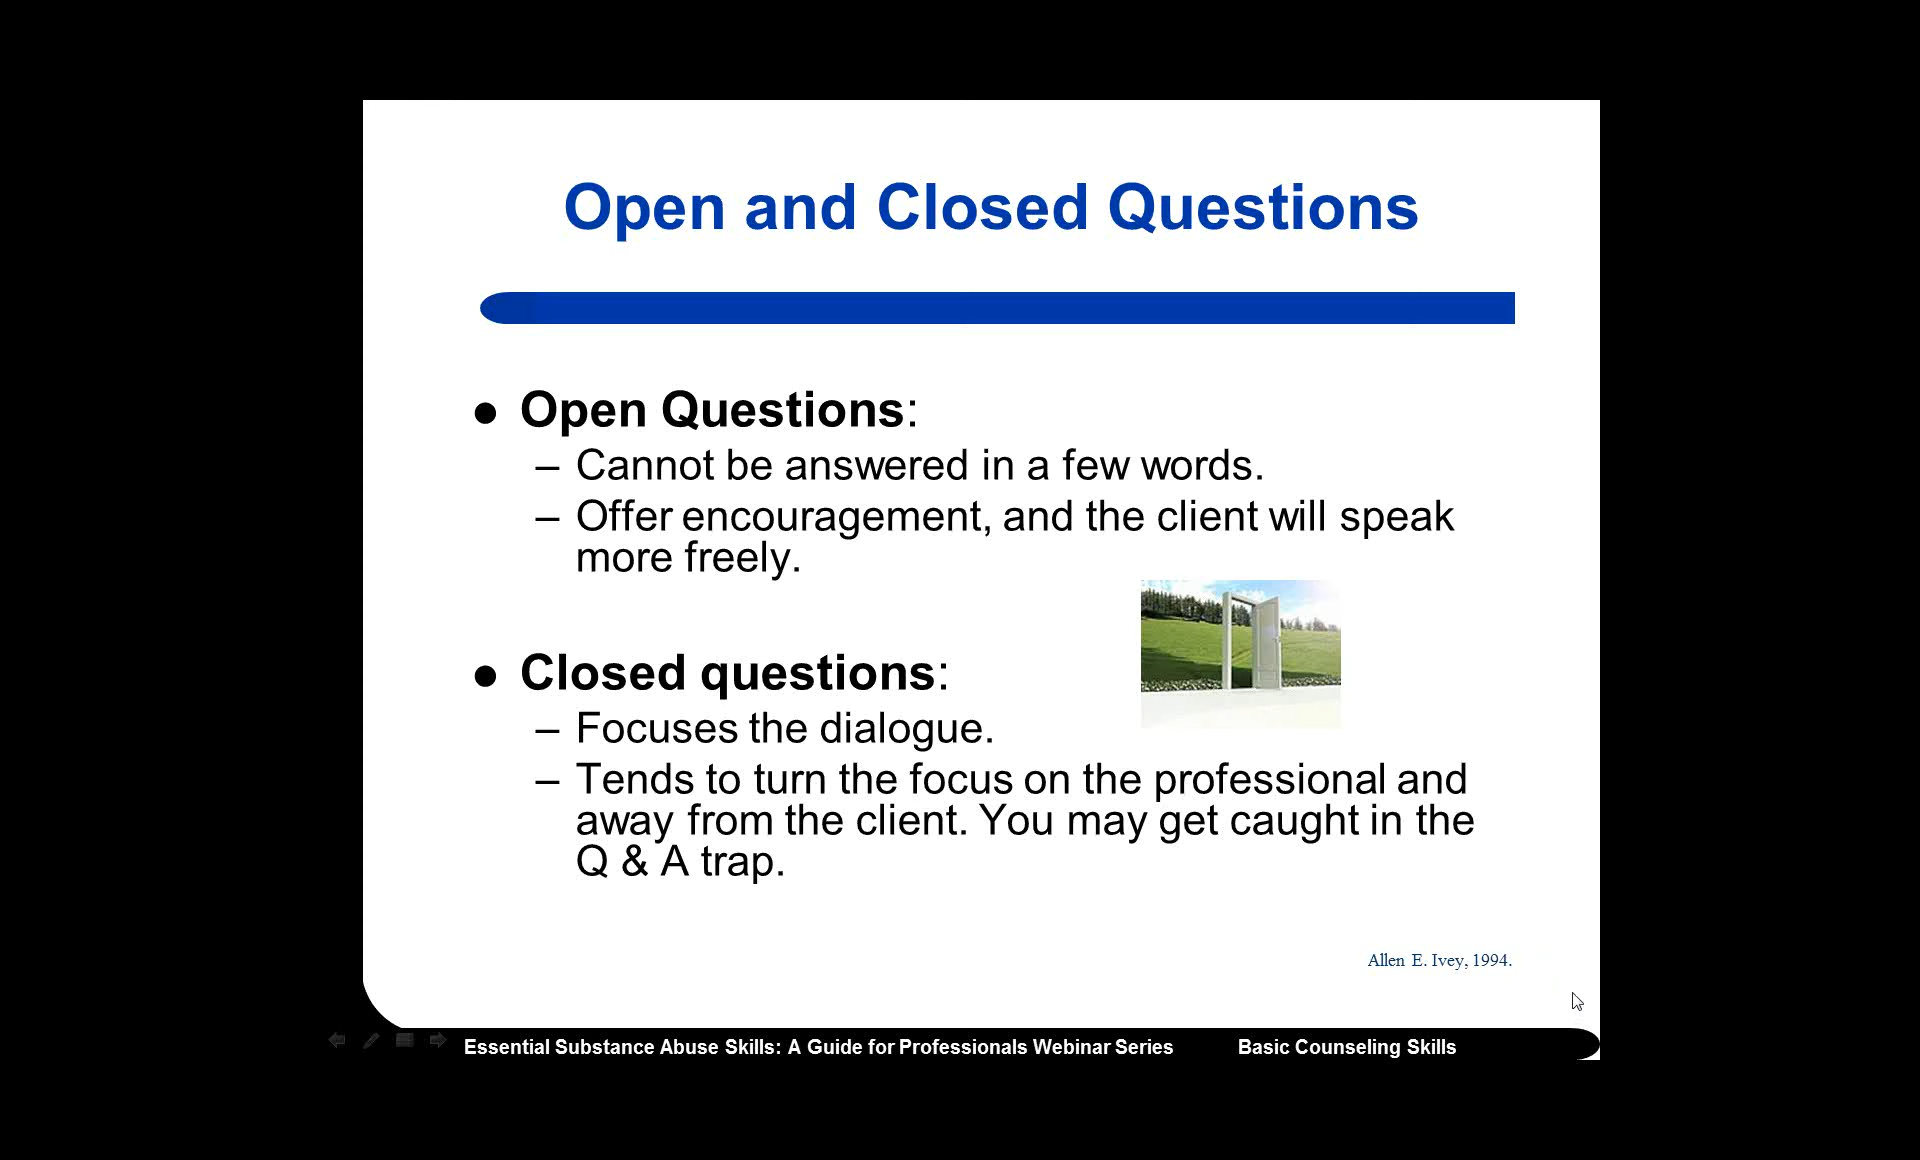 Open and Closed Questions
● Open Questions:
– Cannot be answered in a few words.
– Offer encouragement, and the client will speak
more freely.
● Closed questions:
– Focuses the dialogue.
– Tends to turn the focus on the professional and
away from the client. You may get caught in the
Q & A trap.
Allen E. Ivey, 1994.
Essential Substance Abuse Skills: A Guide for Professionals Webinar Series Basic Counseling Skills